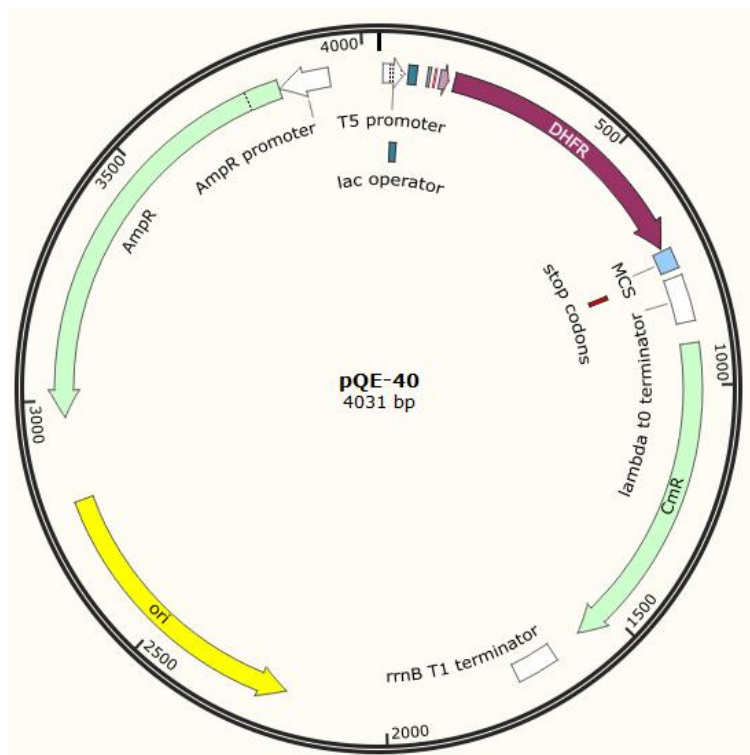 4000
T5 promoter
lac operator
DHFR
500
MCS
stop codons
lambda t0 terminator
1000
CmR
1500
rrnB T1 terminator
2000
ori
2500
3000
AmpR
3500
AmpR promoter
pQE-40
4031 bp